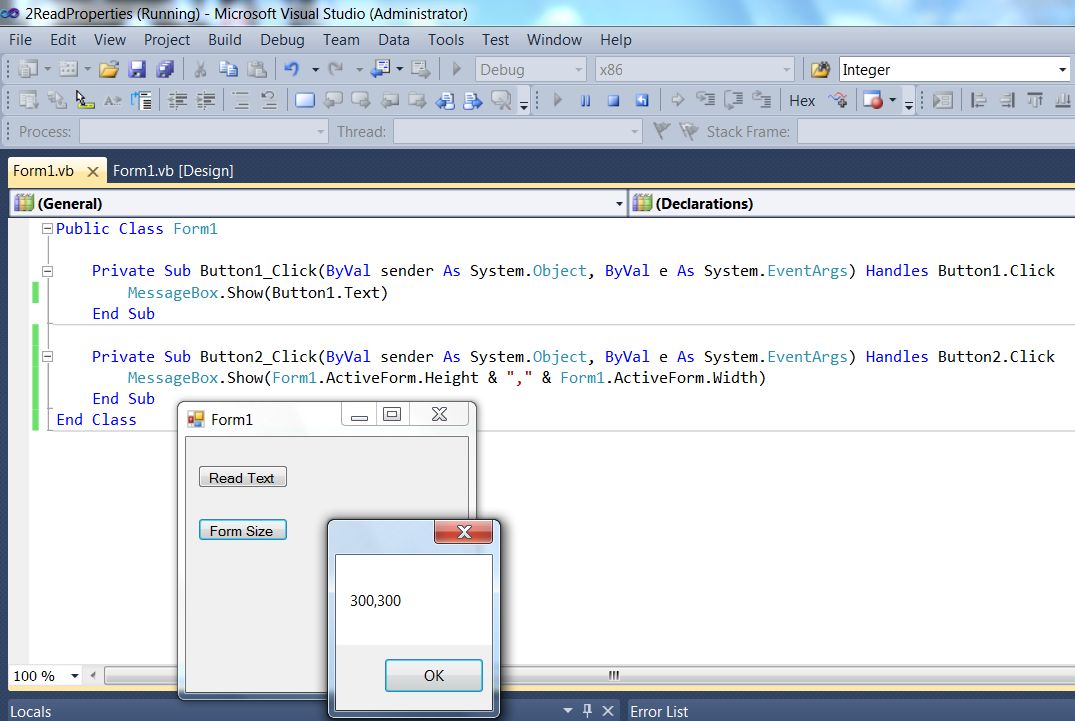 2ReadProperties (Running) - Microsoft Visual Studio (Administrator)
File Edit View Project Build Debug Team Data Tools Test Window Help
Debug x86 Integer
Hex
Process: Thread: Stack Frame:
Form1.vb Form1.vb [Design]
(General) (Declarations)
Public Class Form1
Private Sub Button1_Click(ByVal sender As System.Object, ByVal e As System.EventArgs) Handles Button1.Click
MessageBox.Show(Button1.Text)
End Sub
Private Sub Button2_Click(ByVal sender As System.Object, ByVal e As System.EventArgs) Handles Button2.Click
MessageBox.Show(Form1.ActiveForm.Height & "," & Form1.ActiveForm.Width)
End Sub
End Class
Form1
Read Text
Form Size
300,300
OK
100 %
Locals Error List